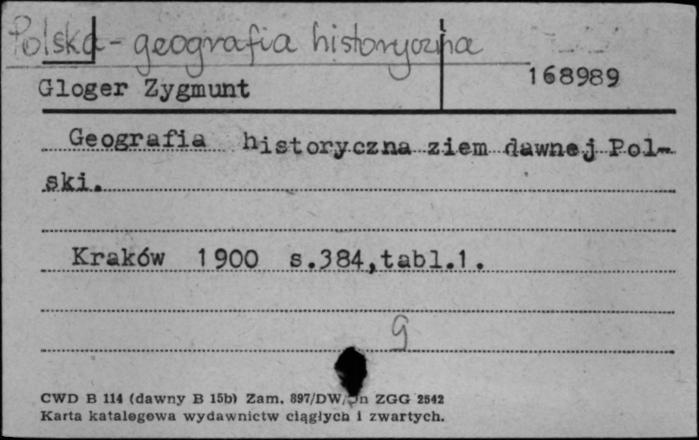 Polska - geografia historyczna
Gloger Zygmunt
168989
Geografia historyczna ziem dawnej Pol-
ski.
Kraków 1900 s.384,tabl.1.
g
CWD B 114 (dawny B 15b) Zam. 897/DW/Jn ZGG 2542
Karta katalogowa wydawnictw ciągłych i zwartych.